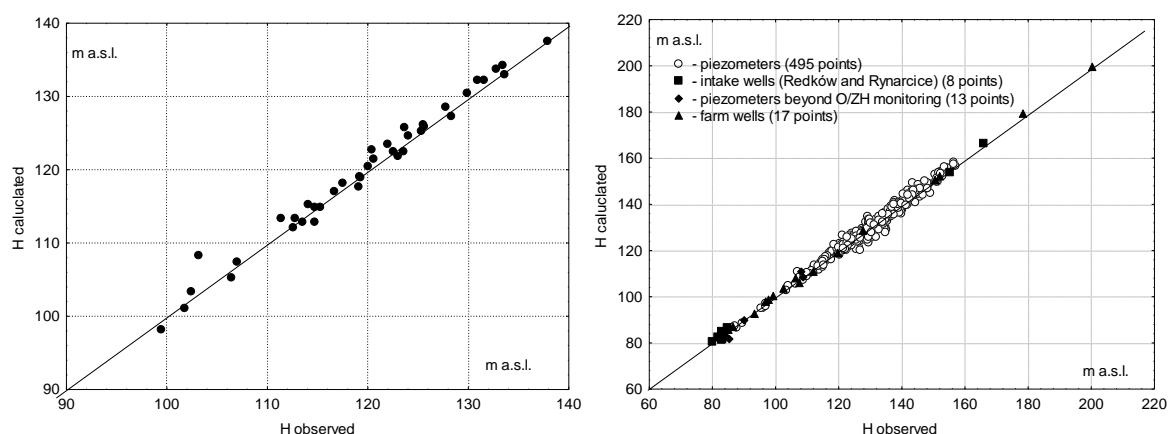 140
130
120
110
100
90
90 100 110 120 130 140
H calculated
H observed
m a.s.l.
m a.s.l.
220
200
180
160
140
120
100
80
60
60 80 100 120 140 160 180 200 220
H caluclated
H observed
m a.s.l.
- piezometers (495 points)
- intake wells (Redków and Rynarcice) (8 points)
- piezometers beyond O/ZH monitoring (13 points)
- farm wells (17 points)
m a.s.l.